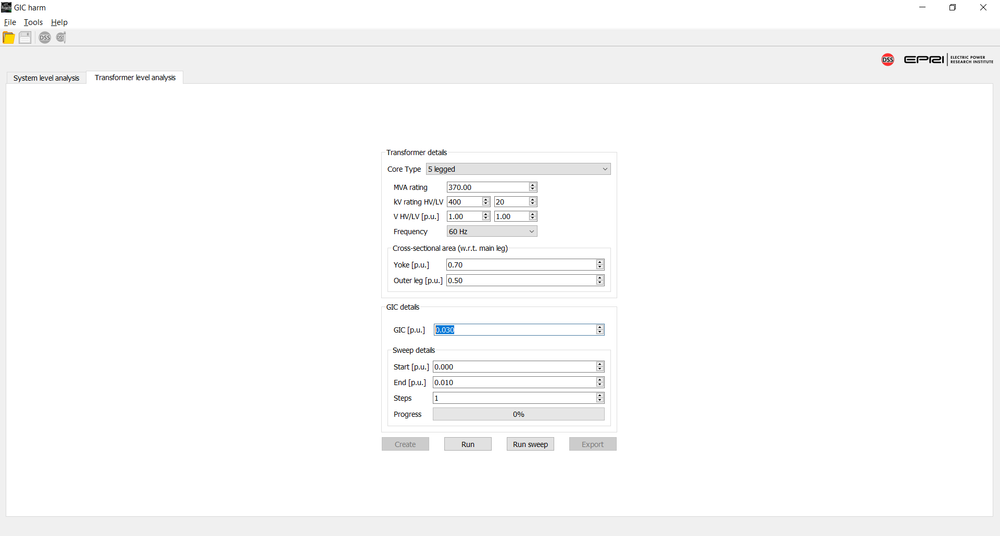 GIC harm
File Tools Help
DSS DSS
DSS EPRI ELECTRIC POWER
RESEARCH INSTITUTE
System level analysis Transformer level analysis
Transformer details
Core Type 5 legged
MVA rating 370.00
kV rating HV/LV 400 20
V HV/LV [p.u.] 1.00 1.00
Frequency 60 Hz
Cross-sectional area (w.r.t. main leg)
Yoke [p.u.] 0.70
Outer leg [p.u.] 0.50
GIC details
GIC [p.u.] 0.030
Sweep details
Start [p.u.] 0.000
End [p.u.] 0.010
Steps 1
Progress 0%
Create Run Run sweep Export